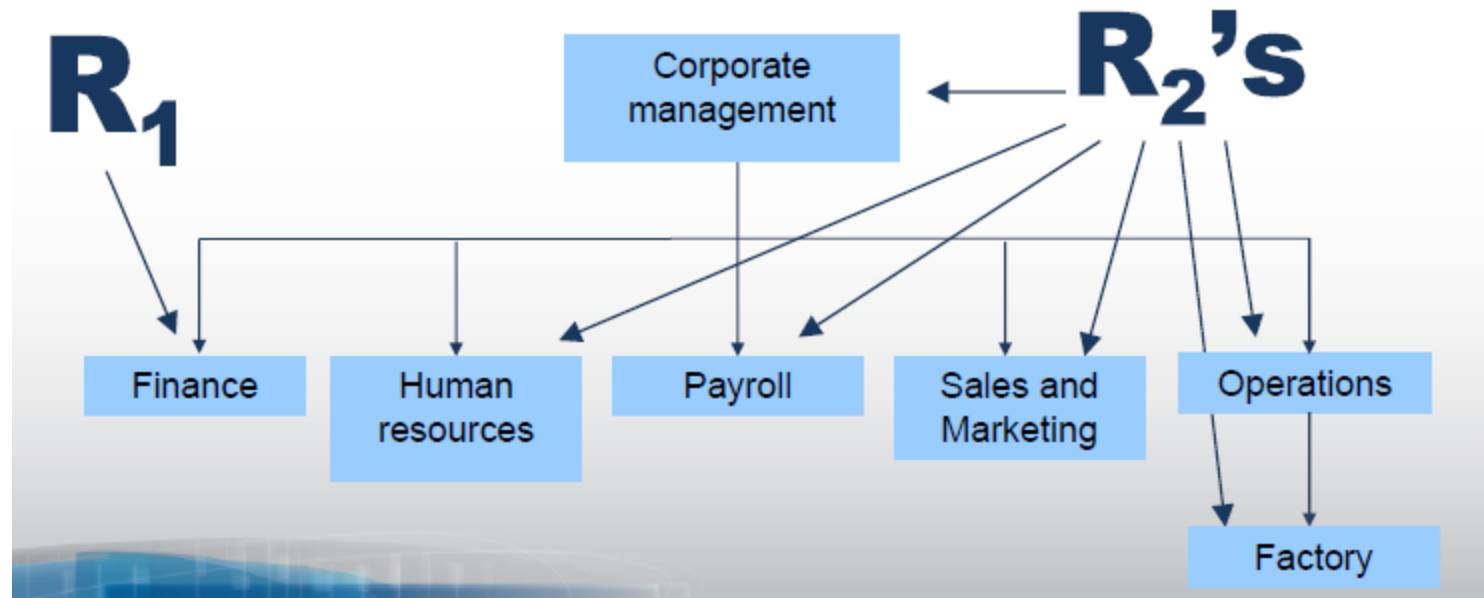 R₁
Corporate
management
R₂’s
Finance
Human
resources
Payroll
Sales and
Marketing
Operations
Factory